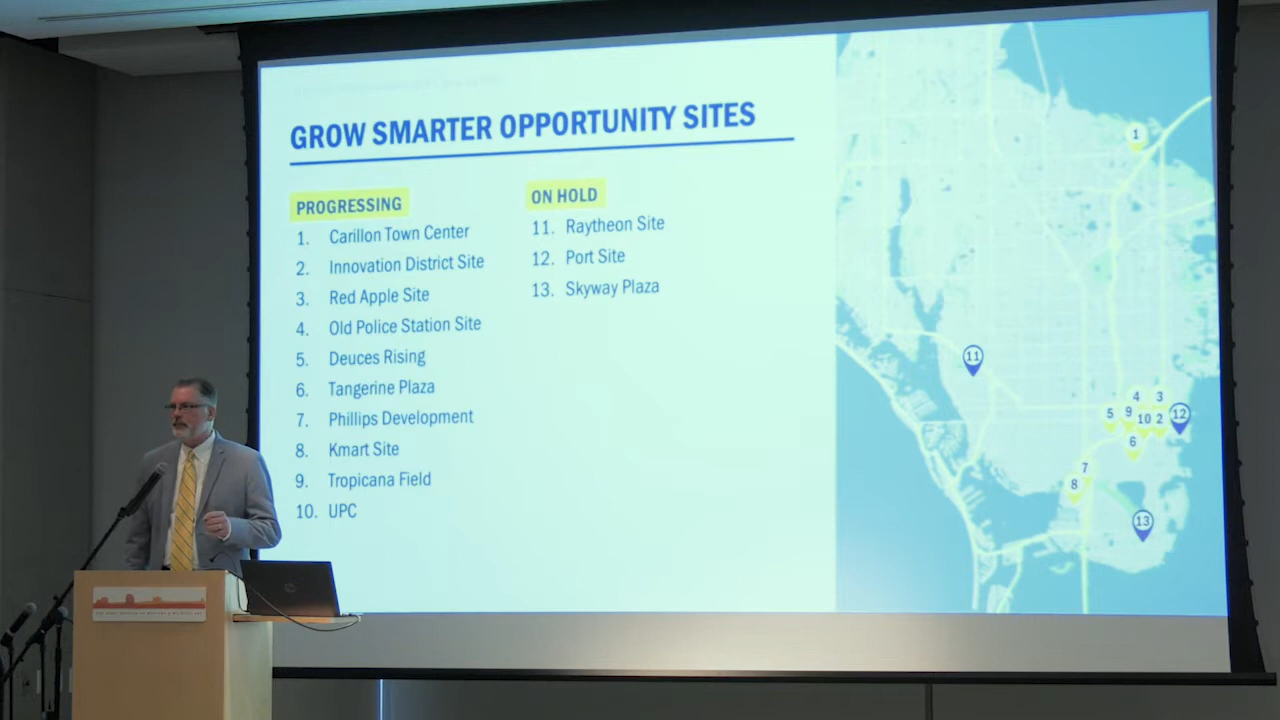 GROW SMARTER OPPORTUNITY SITES
PROGRESSING
1. Carillon Town Center
2. Innovation District Site
3. Red Apple Site
4. Old Police Station Site
5. Deuces Rising
6. Tangerine Plaza
7. Phillips Development
8. Kmart Site
9. Tropicana Field
10. UPC
ON HOLD
11. Raytheon Site
12. Port Site
13. Skyway Plaza
1
11
4 3
5 9 10 2 12
6
7
8
13
hp